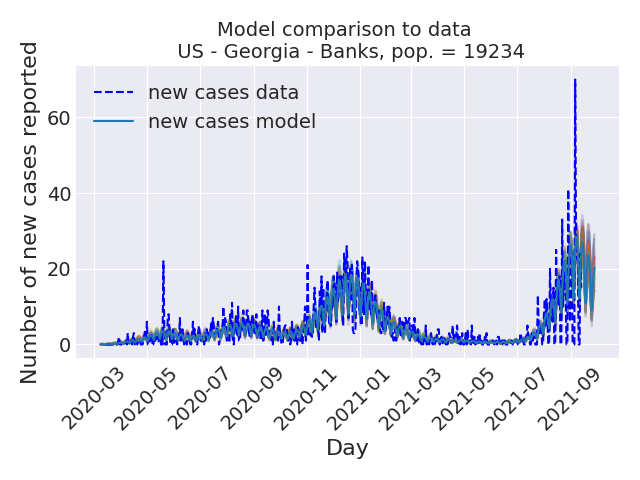 Model comparison to data
US - Georgia - Banks, pop. = 19234
Number of new cases reported
new cases data
new cases model
60
40
20
0
2020-03
2020-05
2020-07
2020-09
2020-11
2021-01
2021-03
2021-05
2021-07
2021-09
Day